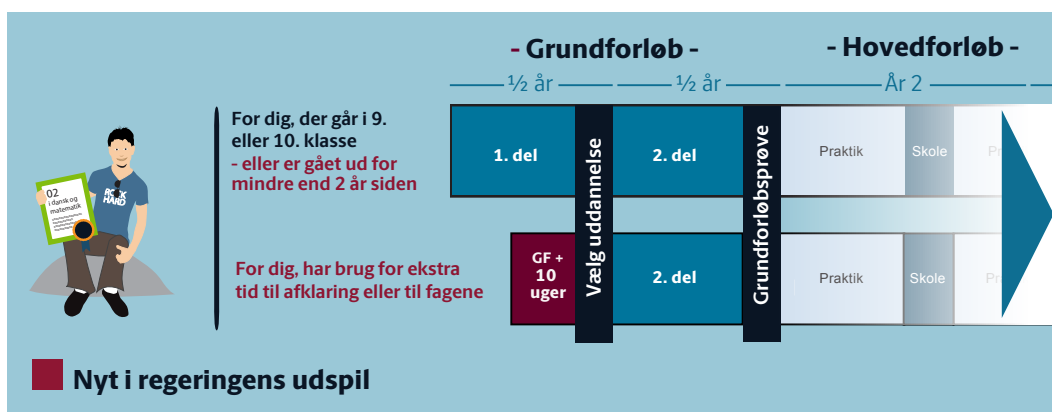 - Grundforløb -
- Hovedforløb -
½ år
½ år
År 2
For dig, der går i 9.
eller 10. klasse
- eller er gået ud for
mindre end 2 år siden
1. del
Vælg uddabnnelse
2. del
Grundforløbsprøve
Praktik
Skole
02
i dansk og
matematik
ROCK
HARD
For dig, har brug for ekstra
tid til afklaring eller til fagene
GF +
10
uger
2. del
Praktik
Skole
Nyt i regeringens udspil